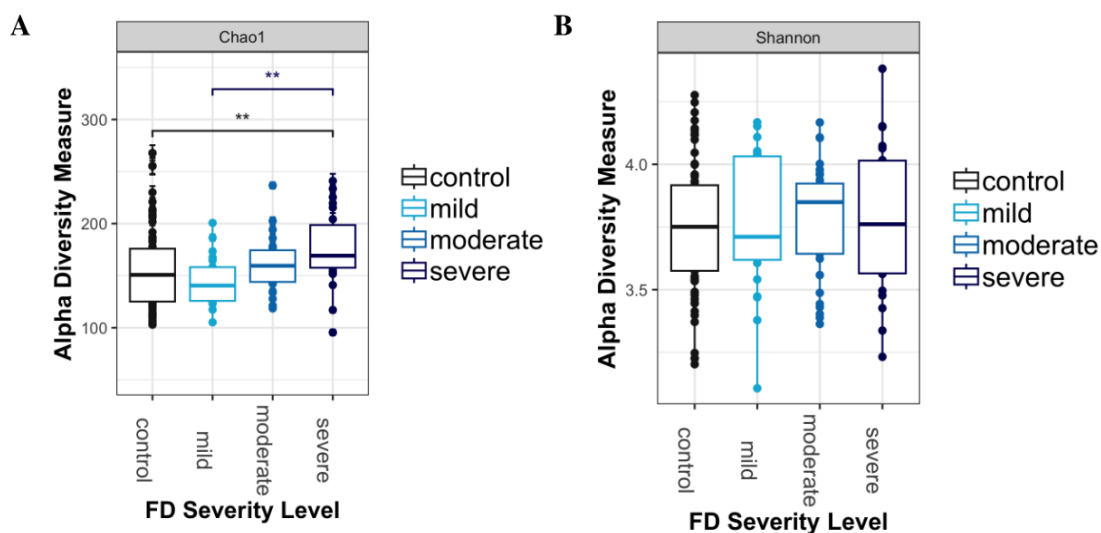 A
Chao1
Alpha Diversity Measure
300
200
100
**
**
control
mild
moderate
severe
FD Severity Level
control
mild
moderate
severe
B
Shannon
Alpha Diversity Measure
4.0
3.5
control
mild
moderate
severe
FD Severity Level
control
mild
moderate
severe